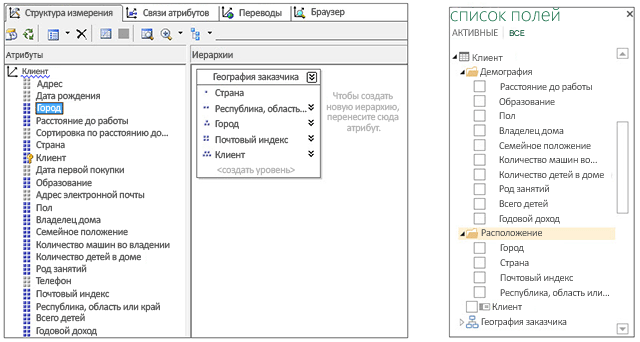 Структура измерения
Связи атрибутов
Переводы
Браузер
Атрибуты
Клиент
Адрес
Дата рождения
Город
Расстояние до работы
Сортировка по расстоянию до...
Страна
Клиент
Дата первой покупки
Образование
Адрес электронной почты
Пол
Владелец дома
Семейное положение
Количество машин во владении
Количество детей в доме
Род занятий
Телефон
Почтовый индекс
Республика, область или край
Всего детей
Годовой доход
Иерархии
География заказчика
Страна
Республика, область...
Город
Почтовый индекс
Клиент
<создать уровень>
Чтобы создать
новую иерархию,
перенесите сюда
атрибут.
СПИСОК ПОЛЕЙ
АКТИВНЫЕ
ВСЕ
Клиент
Демография
Расстояние до работы
Образование
Пол
Владелец дома
Семейное положение
Количество машин во...
Количество детей в доме
Род занятий
Всего детей
Годовой доход
Расположение
Город
Страна
Почтовый индекс
Республика, область или...
Клиент
География заказчика